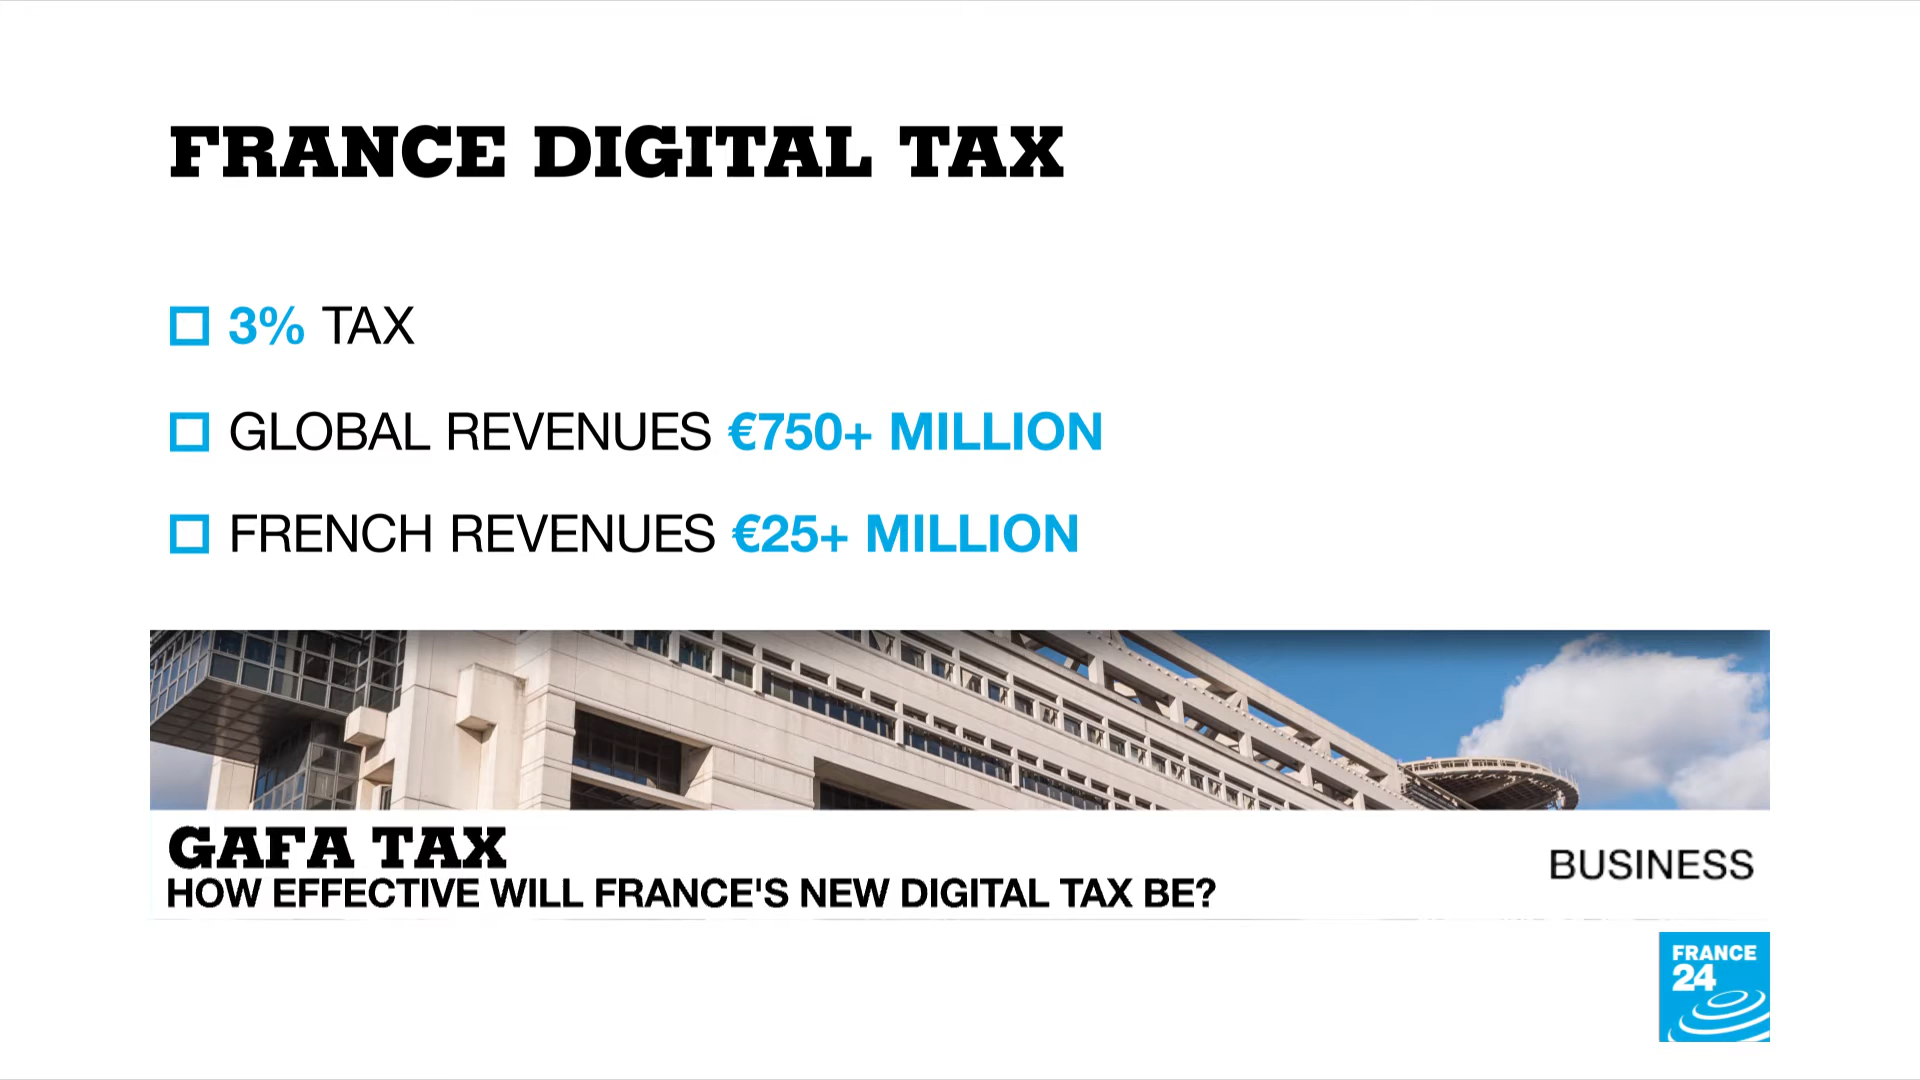 FRANCE DIGITAL TAX
3% TAX
GLOBAL REVENUES €750+ MILLION
FRENCH REVENUES €25+ MILLION
GAFA TAX
HOW EFFECTIVE WILL FRANCE'S NEW DIGITAL TAX BE?
BUSINESS
FRANCE
24